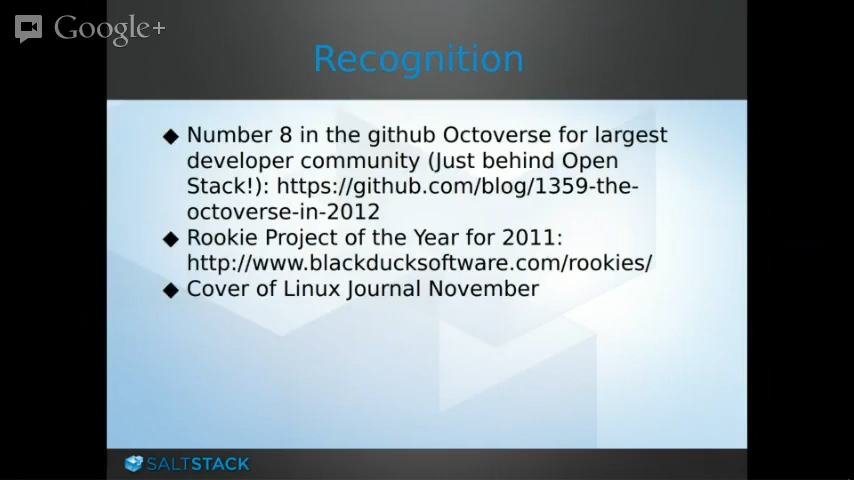 Google+
Recognition
◆ Number 8 in the github Octoverse for largest
developer community (Just behind Open
Stack!): https://github.com/blog/1359-the-
octoverse-in-2012
◆ Rookie Project of the Year for 2011:
http://www.blackducksoftware.com/rookies/
◆ Cover of Linux Journal November
SALTSTACK